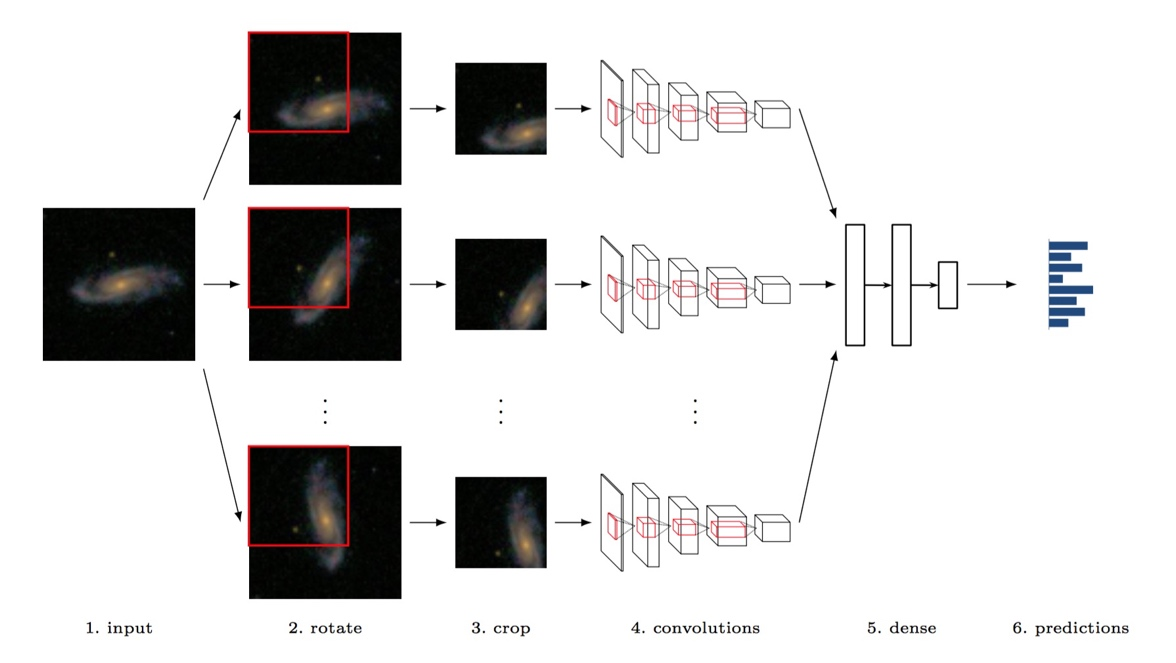 1. input 2. rotate 3. crop 4. convolutions 5. dense 6. predictions